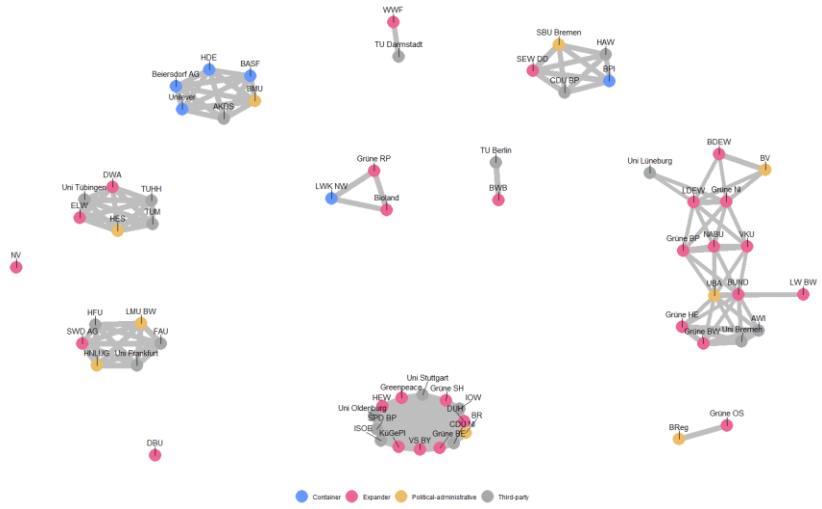 WWF
TU Darmstadt
SBU Bremen
HAW
SEW DD
BPI
CDU BP
HDE
BASF
Beiersdorf AG
BMU
Unilever
AKDS
Grüne RP
LWK NW
Bioland
TU Berlin
BWB
BDEW
Uni Lüneburg
BV
LDEW
Grüne NI
Grüne BP
NABU
VKU
UBA
BUND
LW BW
Grüne HE
AWI
Grüne BW
Uni Bremen
DWA
Uni Tübingen
TUHH
ELW
TUM
HES
NV
HFU
LMU BW
SWD AG
FAU
HNLUG
Uni Frankfurt
DBU
Uni Stuttgart
Greenpeace
Grüne SH
HEW
IOW
Uni Oldenburg
DUH
BR
SPD BP
CDU NI
ISOE
KüGePl
VS BY
Grüne BE
Grüne OS
BReg
Container
Expander
Political-administrative
Third-party